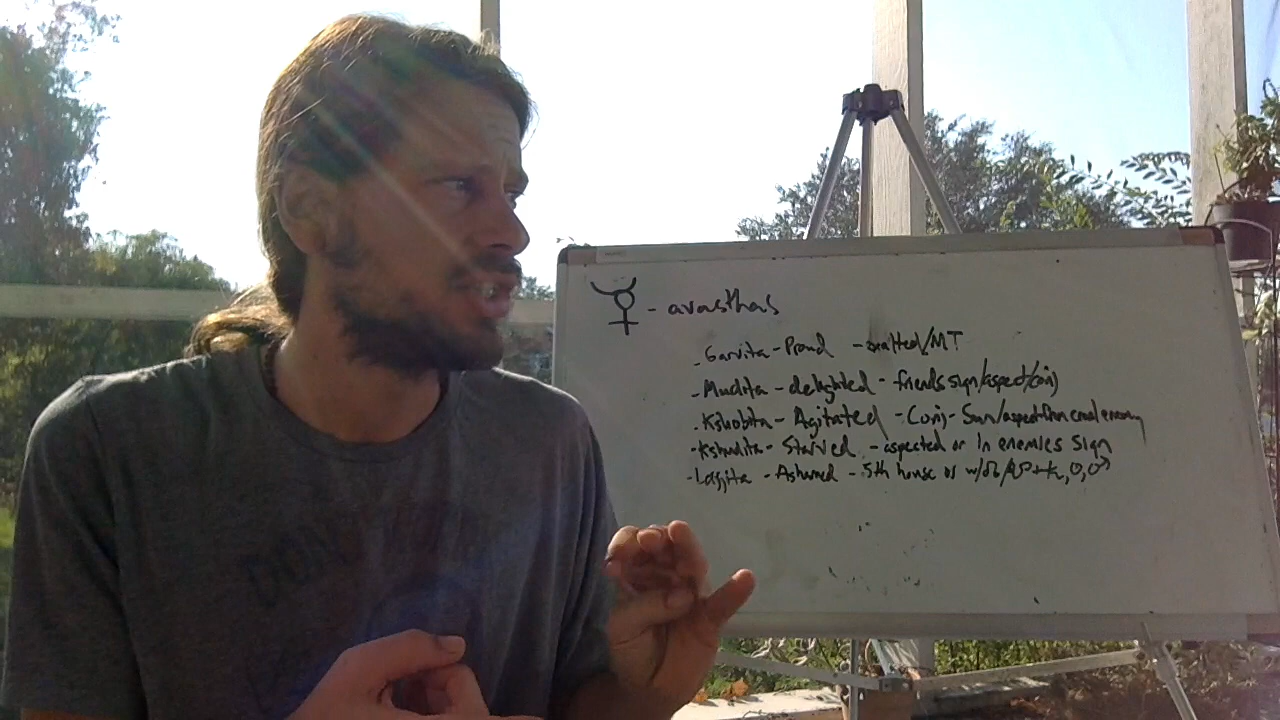 ☿ - avasthas
. Garvita - Proud - exalted/MT
- Mudita - delighted - friends sign/aspect/conj
. Kshobita - Agitated - Conj - Sun/aspect from cruel enemy
- Kshudita - Starved - aspected or in enemies sign
- Lajjita - Ashamed - 5th house or w/ ☊/☋ + ♄, ☉, ♂
DON